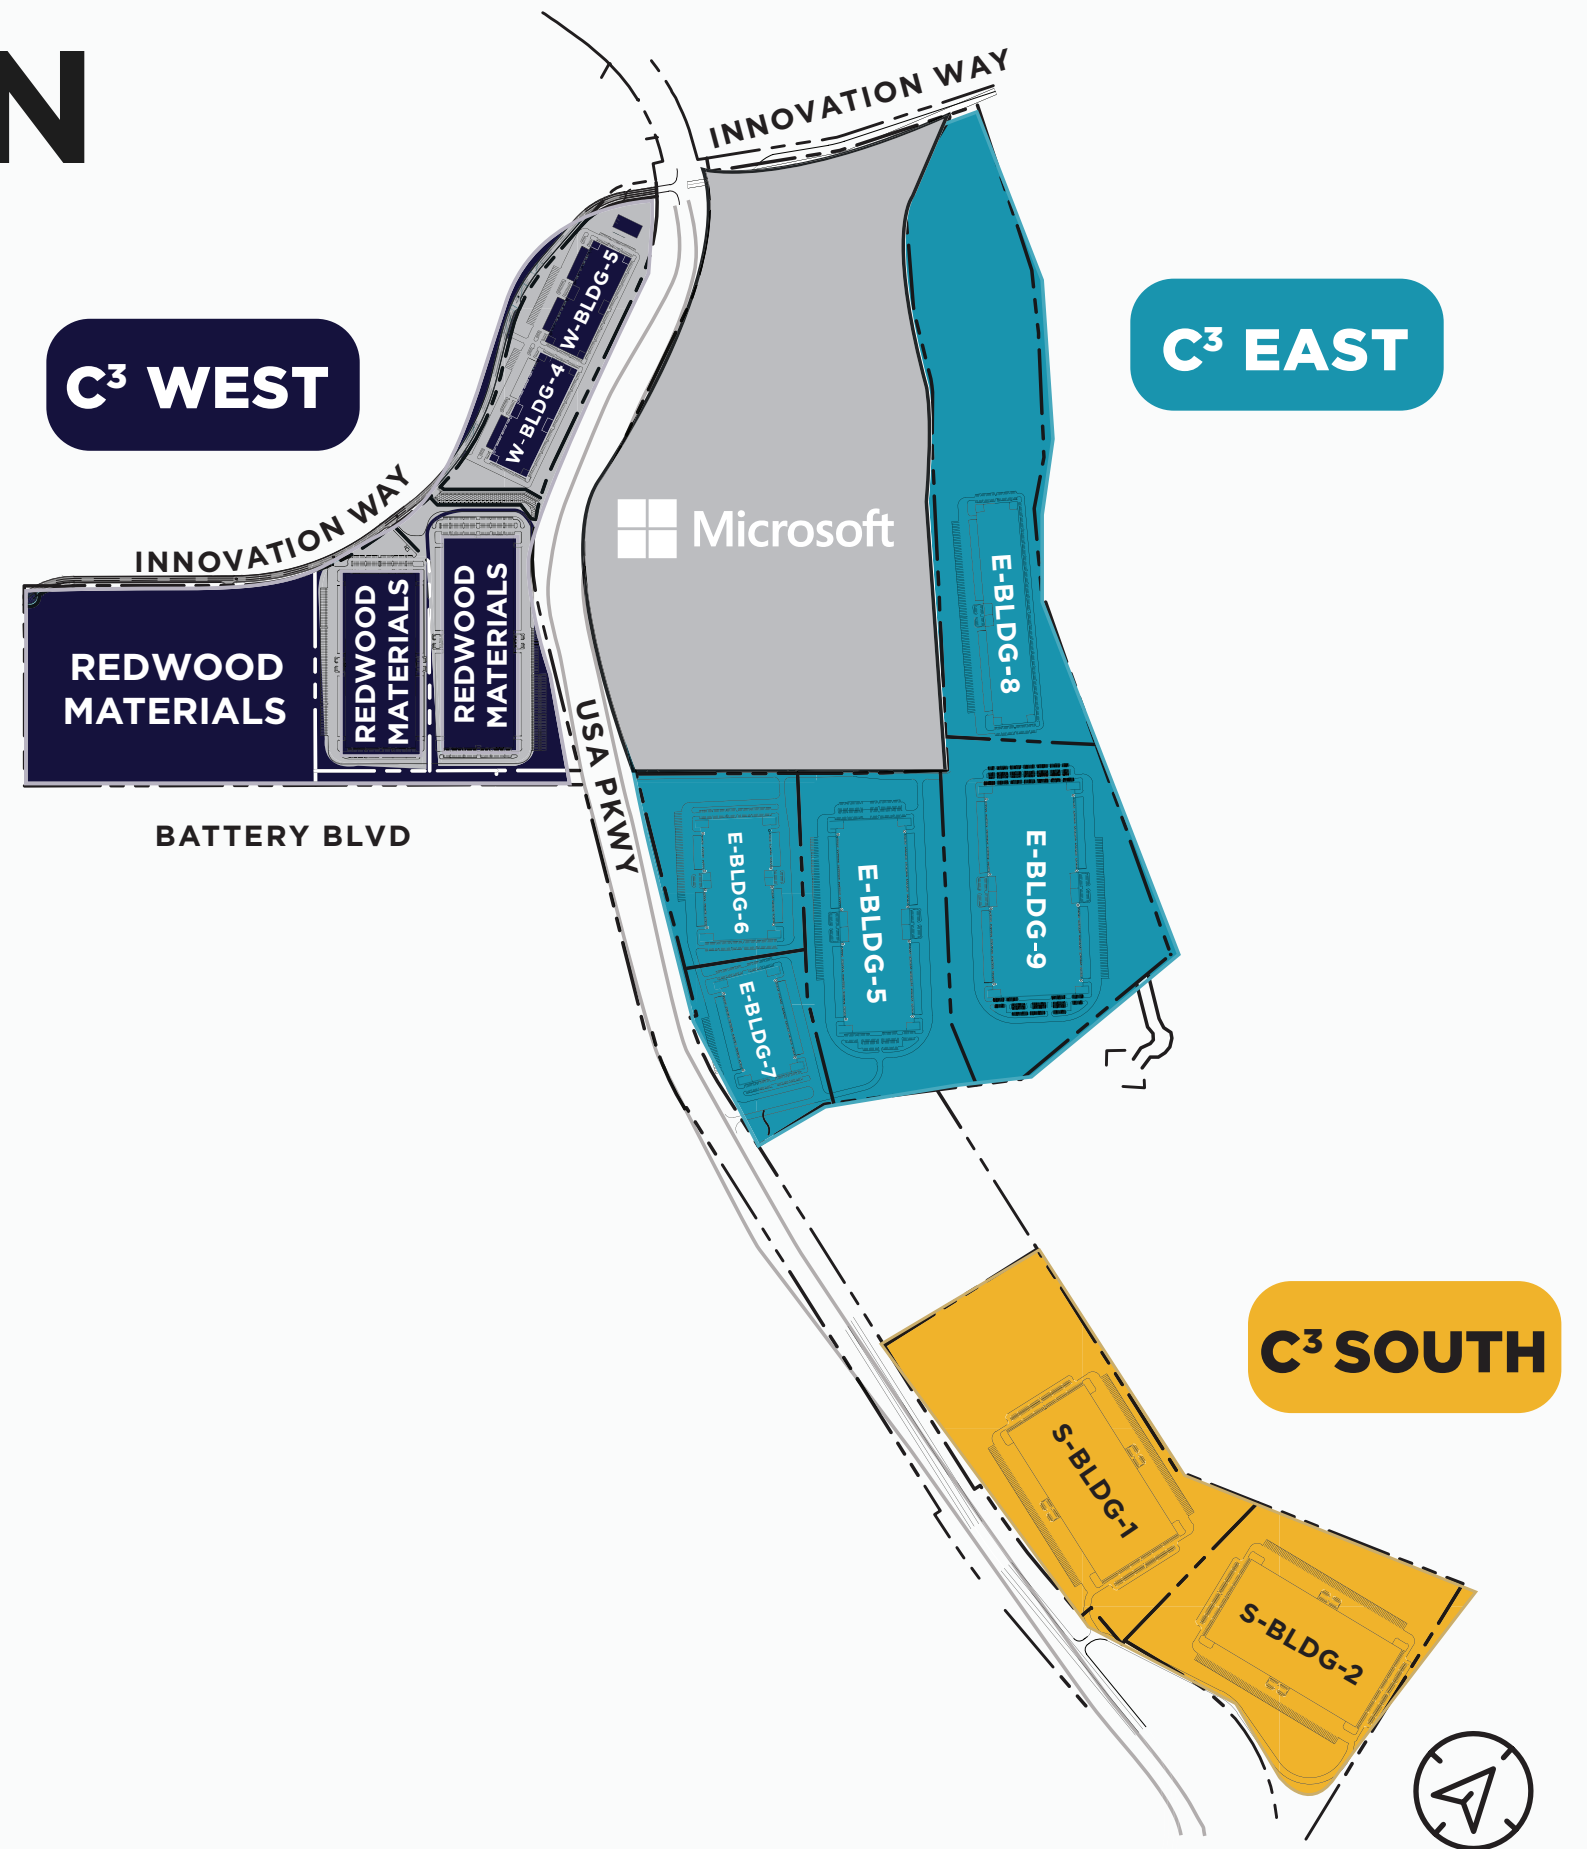 N
INNOVATION WAY
W-BLDG-5
C³ EAST
C³ WEST
W-BLDG-4
INNOVATION WAY
Microsoft
REDWOOD
MATERIALS
REDWOOD
MATERIALS
REDWOOD
MATERIALS
E-BLDG-8
USA PKWY
BATTERY BLVD
E-BLDG-6
E-BLDG-5
E-BLDG-9
E-BLDG-7
C³ SOUTH
S-BLDG-1
S-BLDG-2